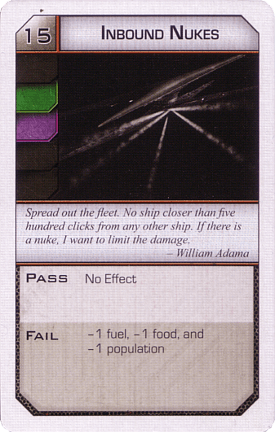 15 INBOUND NUKES
Spread out the fleet. No ship closer than five
hundred clicks from any other ship. If there is
a nuke, I want to limit the damage.
– William Adama
PASS No Effect
FAIL –1 fuel, –1 food, and
–1 population